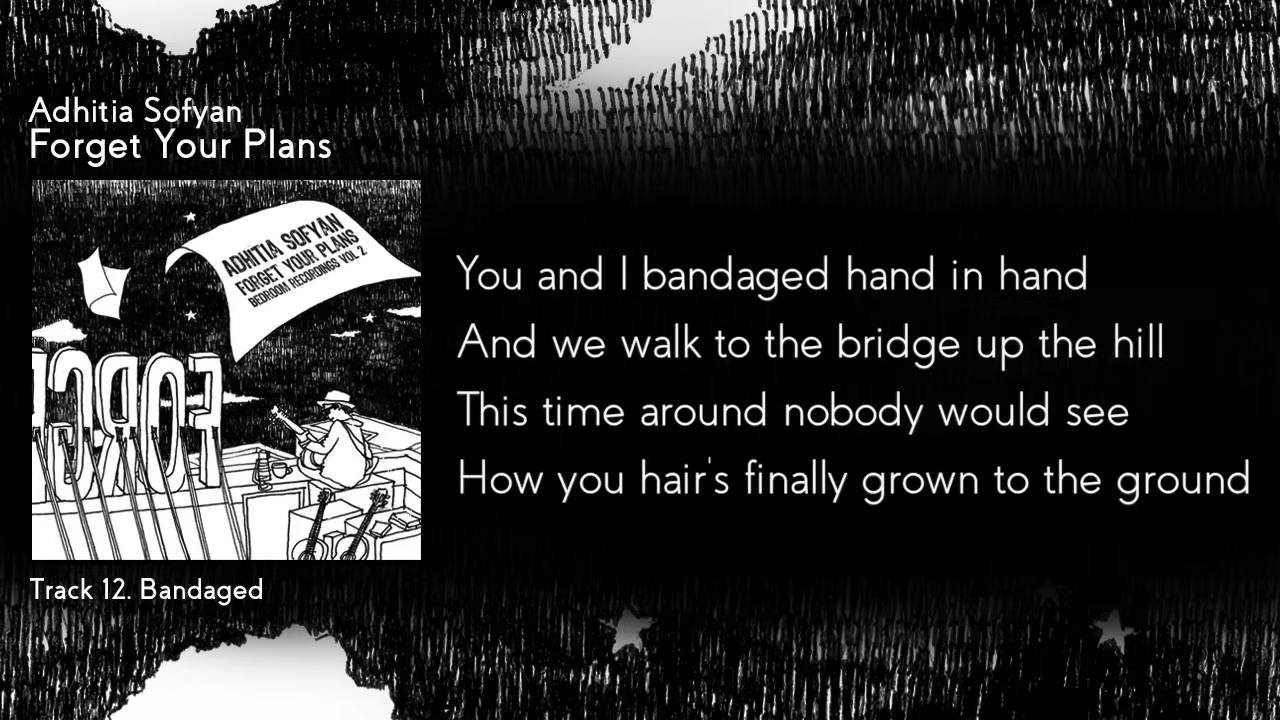 Adhitia Sofyan
Forget Your Plans
ADHITIA SOFYAN
FORGET YOUR PLANS
BEDROOM RECORDINGS VOL 2
FORGE
You and I bandaged hand in hand
And we walk to the bridge up the hill
This time around nobody would see
How you hair's finally grown to the ground
Track 12. Bandaged